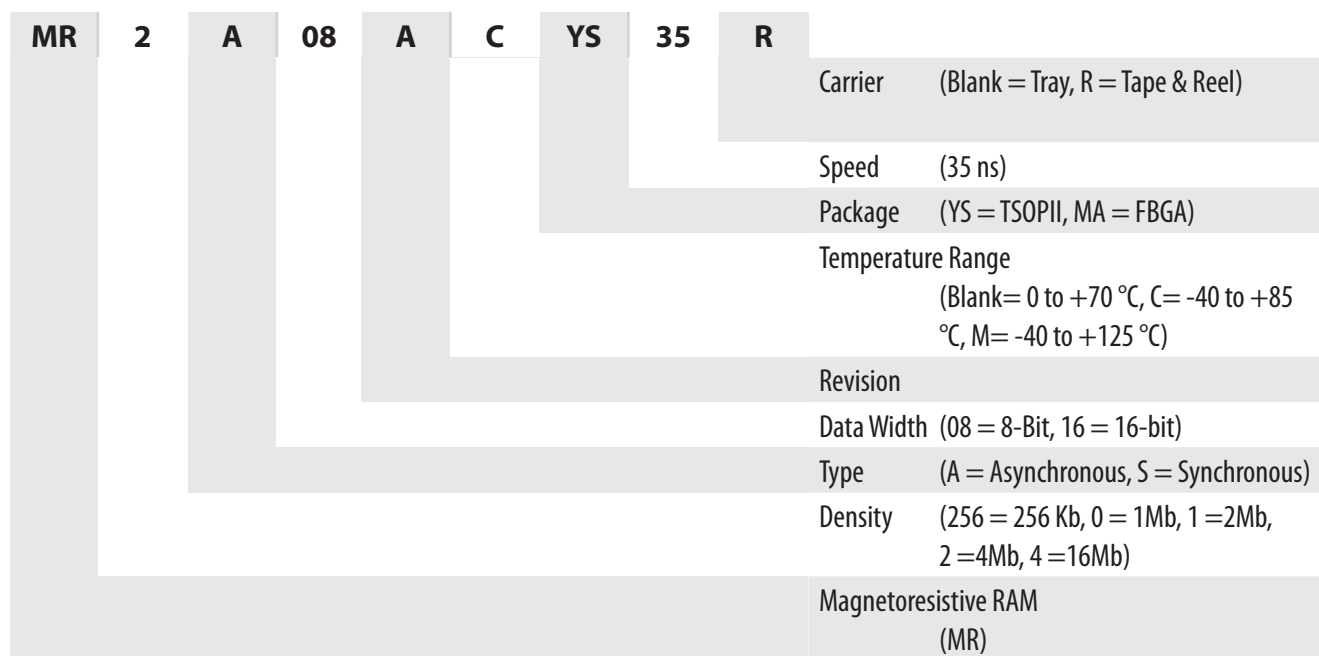 MR 2 A 08 A C YS 35 R
Carrier (Blank = Tray, R = Tape & Reel)
Speed (35 ns)
Package (YS = TSOPII, MA = FBGA)
Temperature Range
(Blank= 0 to +70 °C, C= -40 to +85
°C, M= -40 to +125 °C)
Revision
Data Width (08 = 8-Bit, 16 = 16-bit)
Type (A = Asynchronous, S = Synchronous)
Density (256 = 256 Kb, 0 = 1Mb, 1 =2Mb,
2 =4Mb, 4 =16Mb)
Magnetoresistive RAM
(MR)